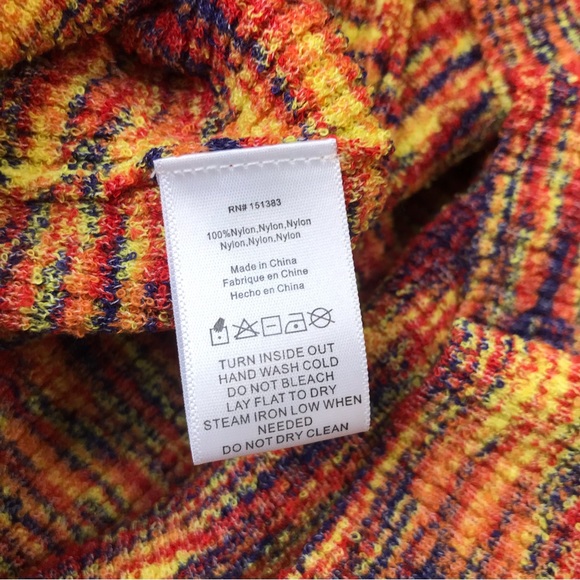 RN# 151383
100%Nylon,Nylon,Nylon
Nylon,Nylon,Nylon
Made in China
Fabrique en Chine
Hecho en China
TURN INSIDE OUT
HAND WASH COLD
DO NOT BLEACH
LAY FLAT TO DRY
STEAM IRON LOW WHEN
NEEDED
DO NOT DRY CLEAN